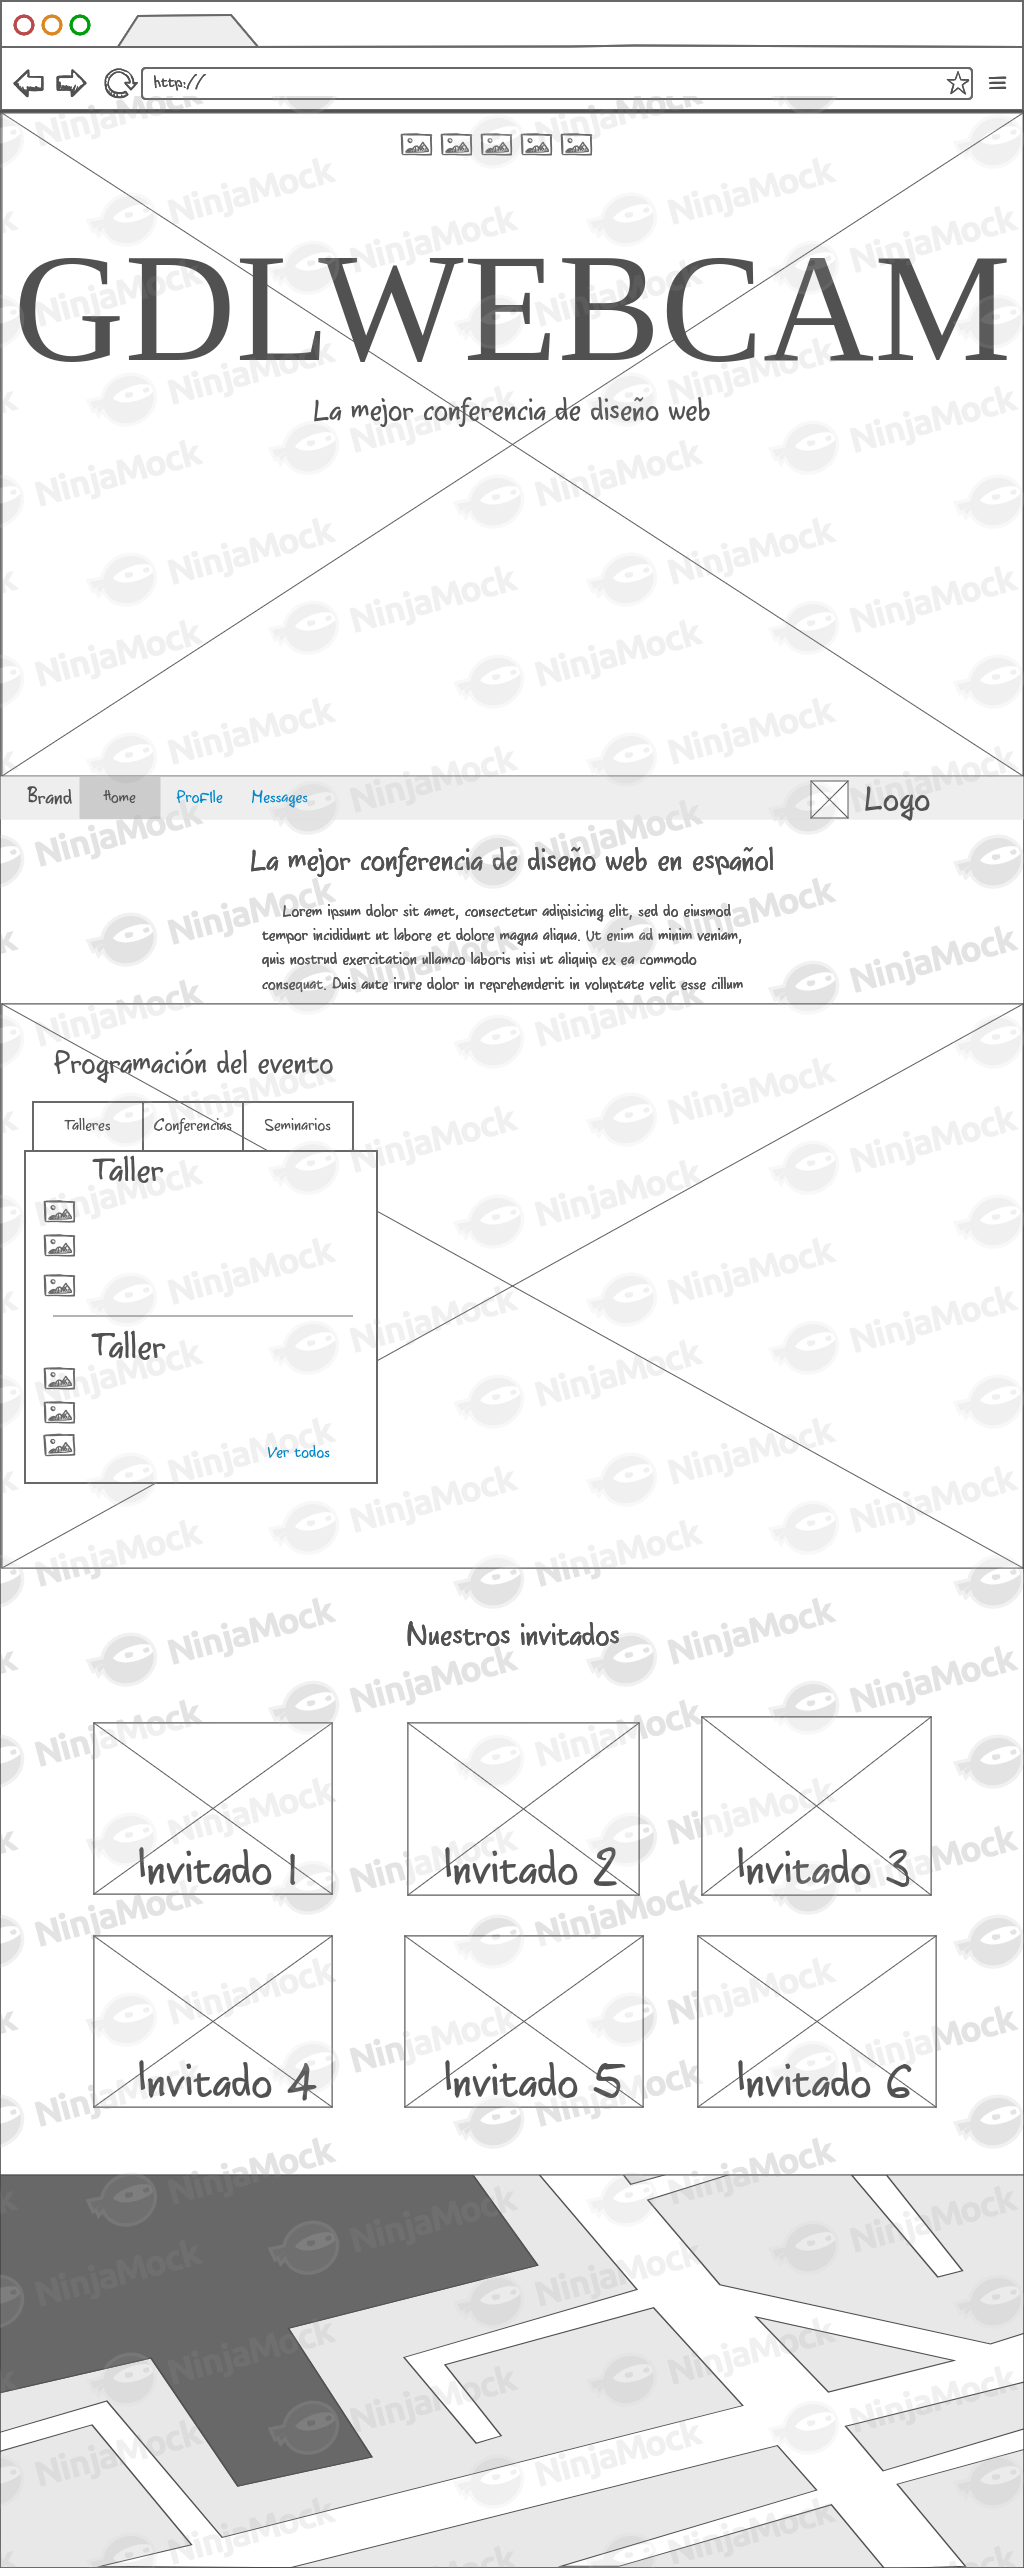 http://
GDLWEBCAM
La mejor conferencia de diseño web
Brand Home ProFIle Messages Logo
La mejor conferencia de diseño web en español
Lorem ipsum dolor sit amet, consectetur adipisicing elit, sed do eiusmod
tempor incididunt ut labore et dolore magna aliqua. Ut enim ad minim veniam,
quis nostrud exercitation ullamco laboris nisi ut aliquip ex ea commodo
consequat. Duis aute irure dolor in reprehenderit in voluptate velit esse cillum
Programación del evento
Talleres Conferencias Seminarios
Taller
Taller
Ver todos
Nuestros invitados
Invitado 1 Invitado 2 Invitado 3
Invitado 4 Invitado 5 Invitado 6
NinjaMock